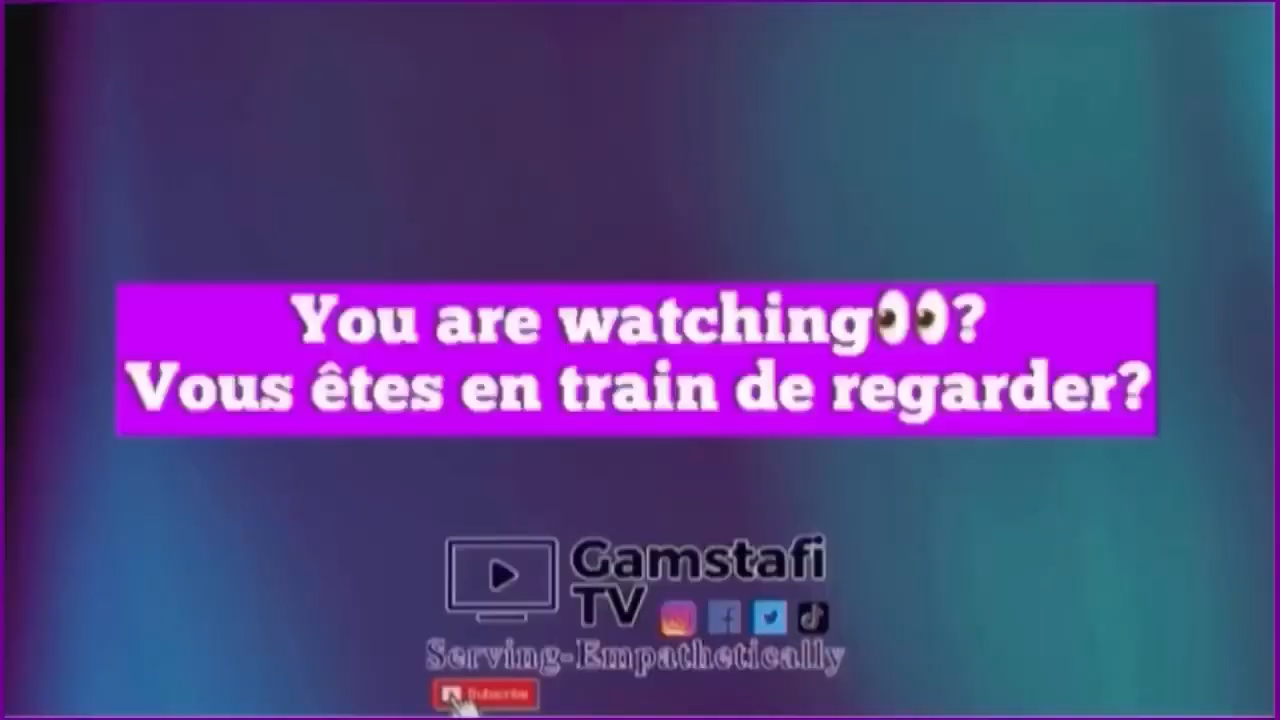 You are watching👀?
Vous êtes en train de regarder?
Gamstafi
TV
Serving-Empathetically
Subscribe